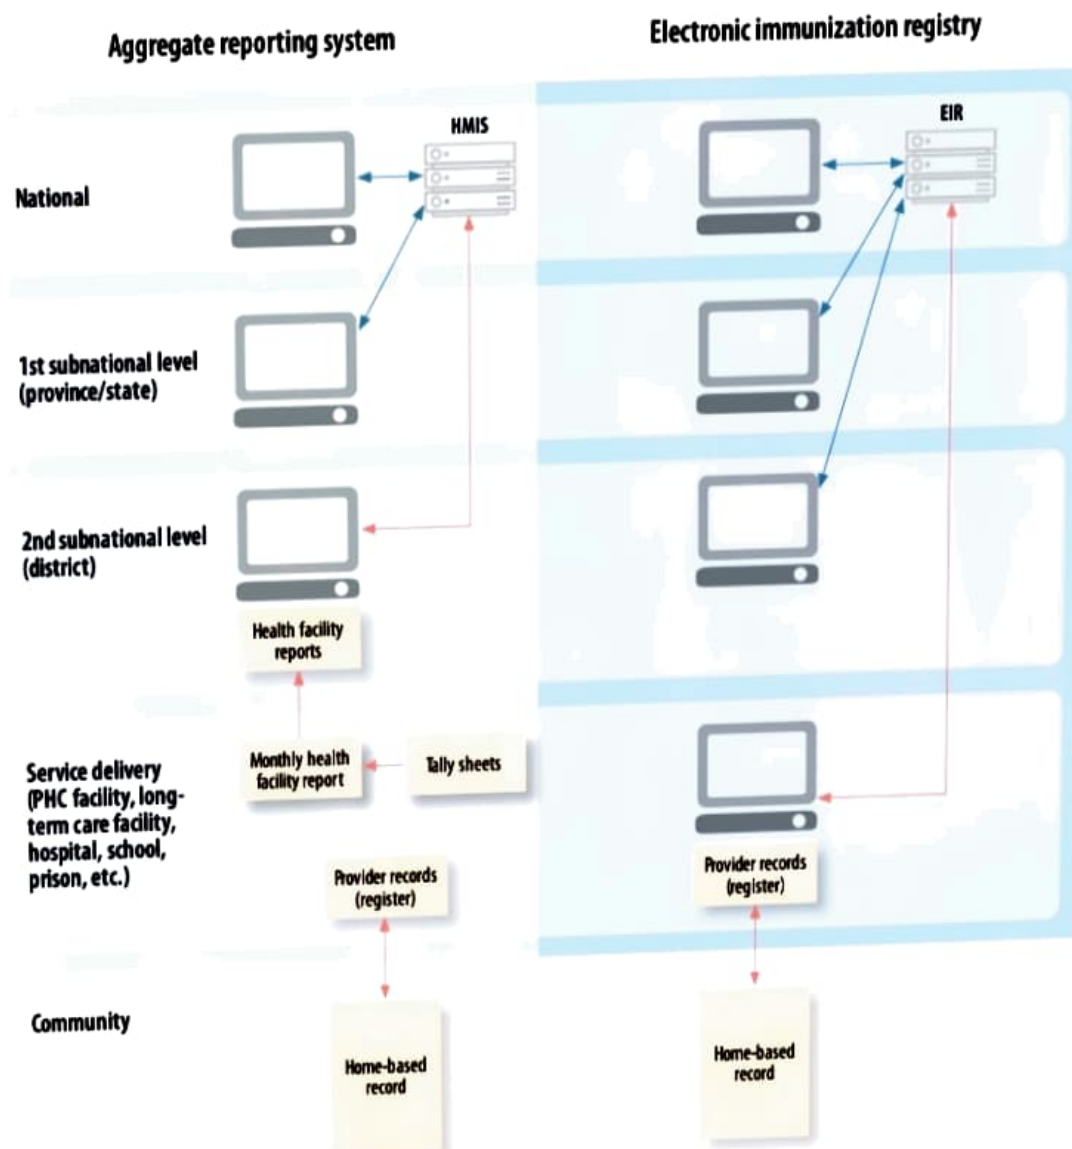 Aggregate reporting system
Electronic immunization registry
HMIS
EIR
National
1st subnational level
(province/state)
2nd subnational level
(district)
Health facility
reports
Monthly health
facility report
Tally sheets
Service delivery
(PHC facility, long-
term care facility,
hospital, school,
prison, etc.)
Provider records
(register)
Provider records
(register)
Community
Home-based
record
Home-based
record